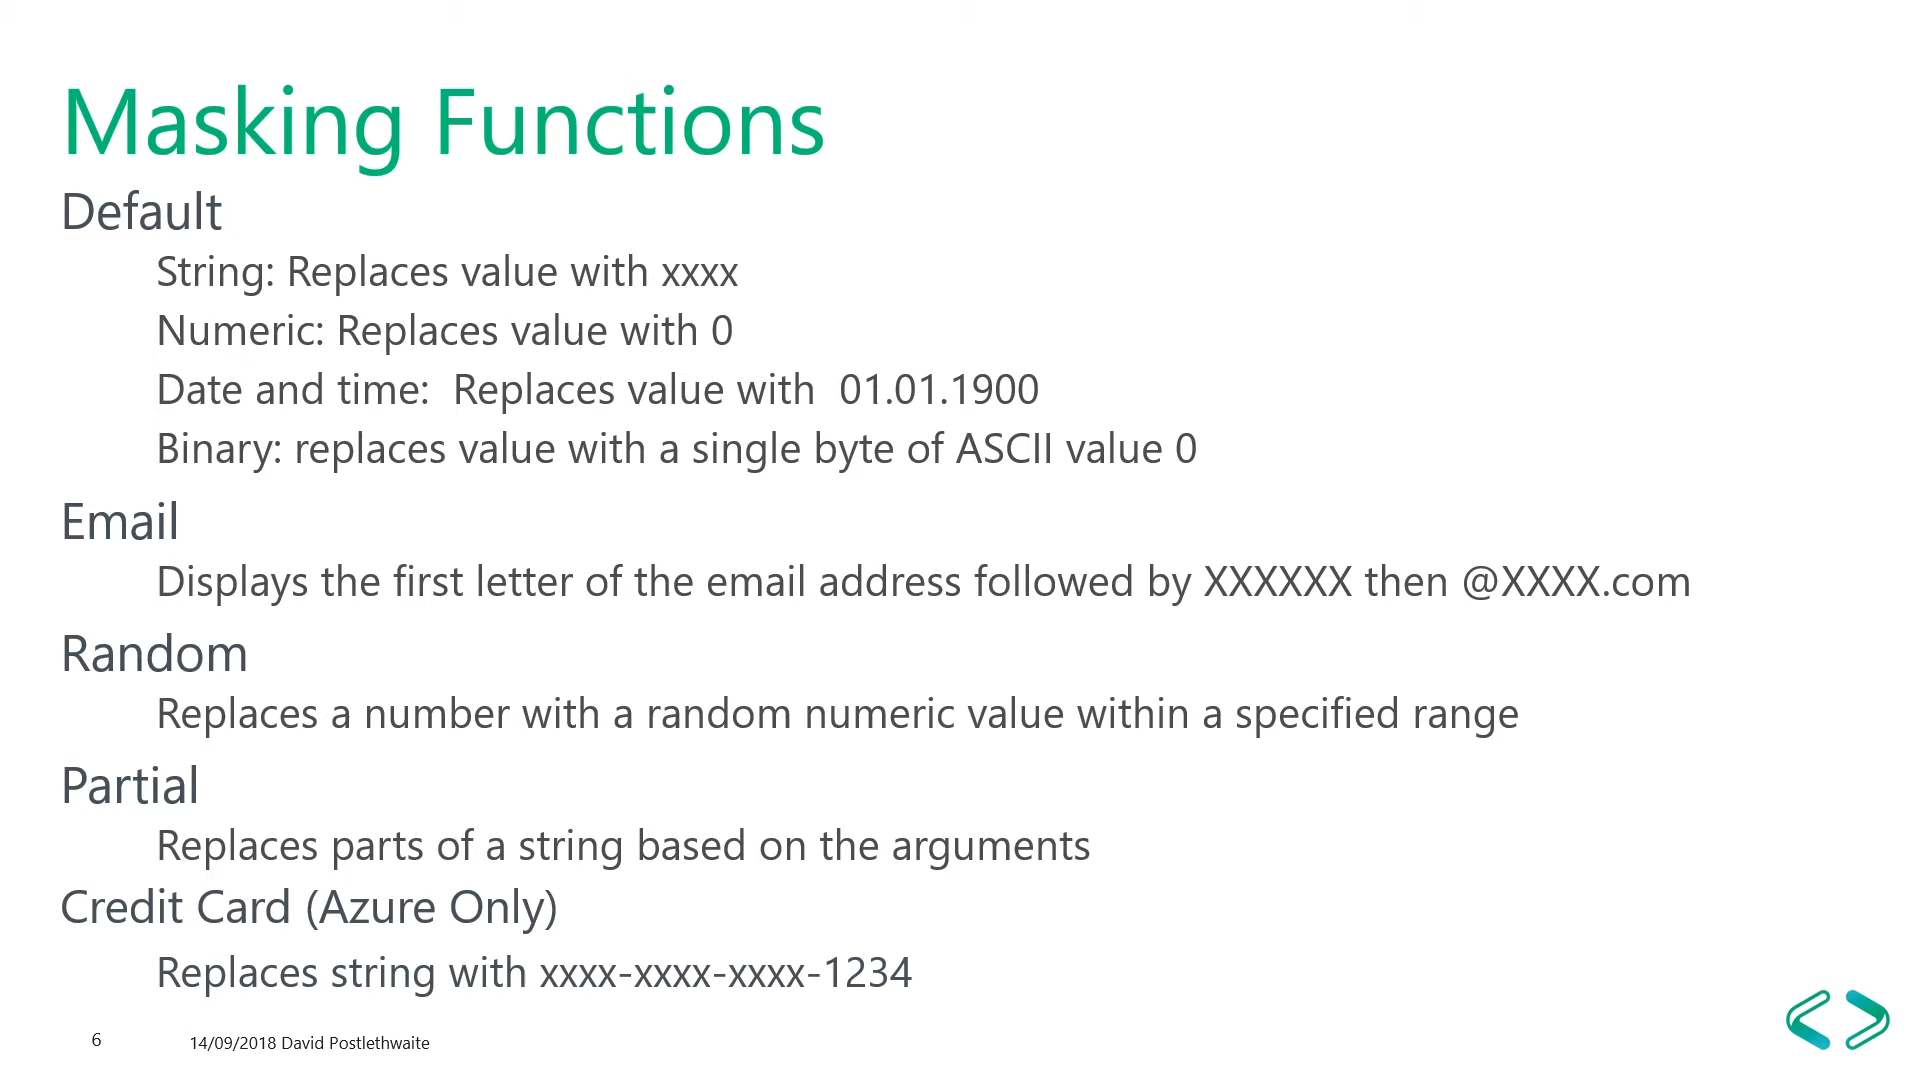 Masking Functions
Default
String: Replaces value with xxxx
Numeric: Replaces value with 0
Date and time:  Replaces value with  01.01.1900
Binary: replaces value with a single byte of ASCII value 0
Email
Displays the first letter of the email address followed by XXXXXX then @XXXX.com
Random
Replaces a number with a random numeric value within a specified range
Partial
Replaces parts of a string based on the arguments
Credit Card (Azure Only)
Replaces string with xxxx-xxxx-xxxx-1234
6
14/09/2018 David Postlethwaite